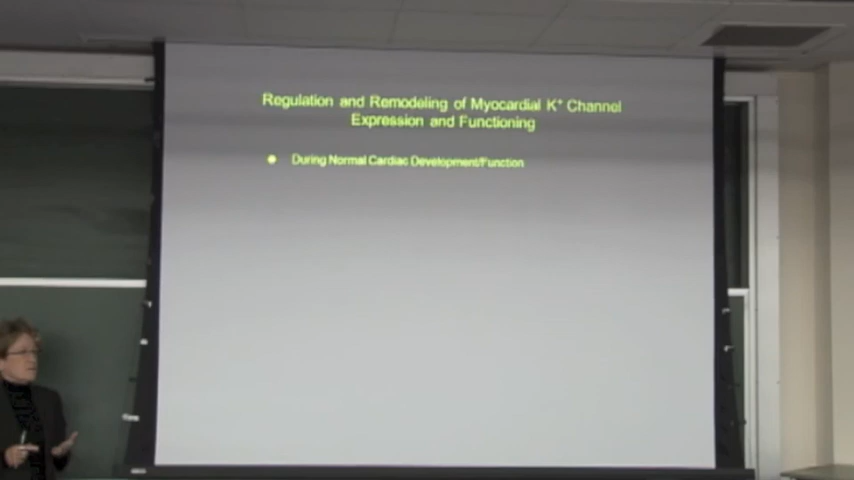 Regulation and Remodeling of Myocardial K⁺ Channel
Expression and Functioning
During Normal Cardiac Development/Function